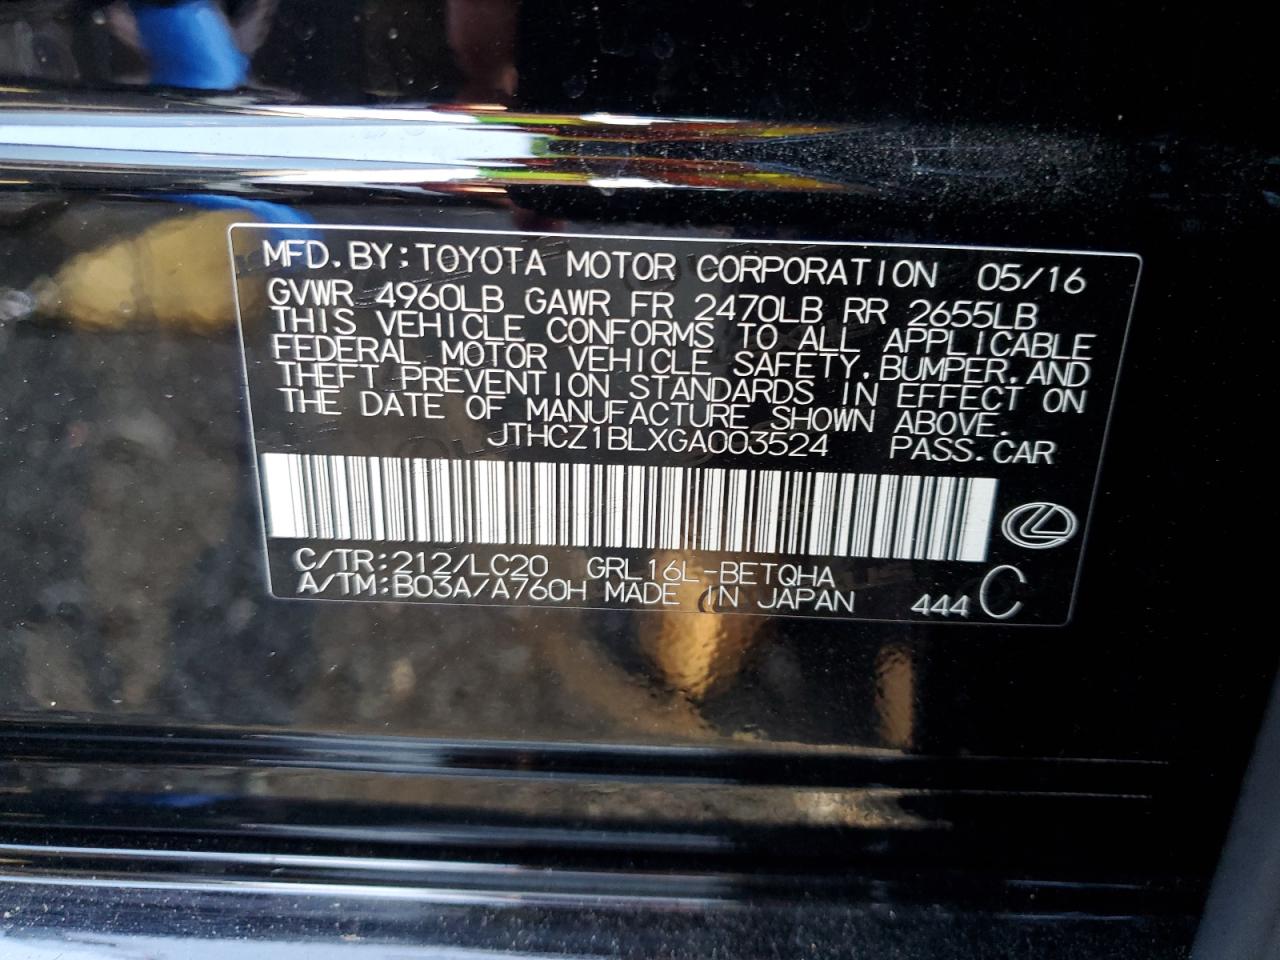 MFD.BY:TOYOTA MOTOR CORPORATION 05/16
GVWR 4960LB GAWR FR 2470LB RR 2655LB
THIS VEHICLE CONFORMS TO ALL APPLICABLE
FEDERAL MOTOR VEHICLE SAFETY,BUMPER,AND
THEFT PREVENTION STANDARDS IN EFFECT ON
THE DATE OF MANUFACTURE SHOWN ABOVE.
JTHCZ1BLXGA003524 PASS.CAR
C/TR:212/LC20 GRL16L-BETQHA
A/TM:B03A/A760H MADE IN JAPAN 444 C